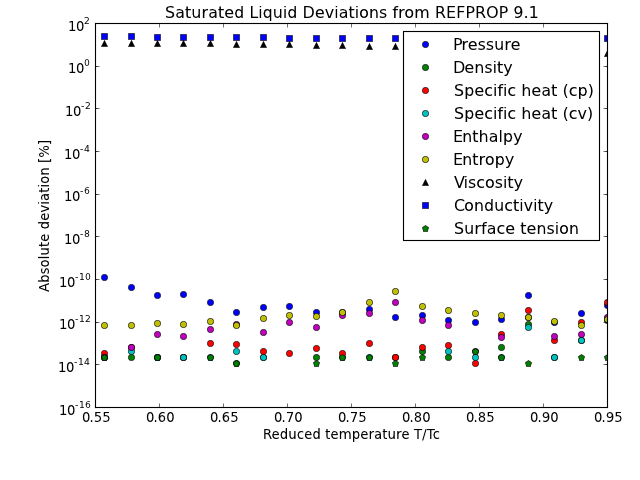 Saturated Liquid Deviations from REFPROP 9.1
10^2
10^0
10^-2
10^-4
10^-6
10^-8
10^-10
10^-12
10^-14
10^-16
Absolute deviation [%]
Pressure
Density
Specific heat (cp)
Specific heat (cv)
Enthalpy
Entropy
Viscosity
Conductivity
Surface tension
0.55 0.60 0.65 0.70 0.75 0.80 0.85 0.90 0.95
Reduced temperature T/Tc